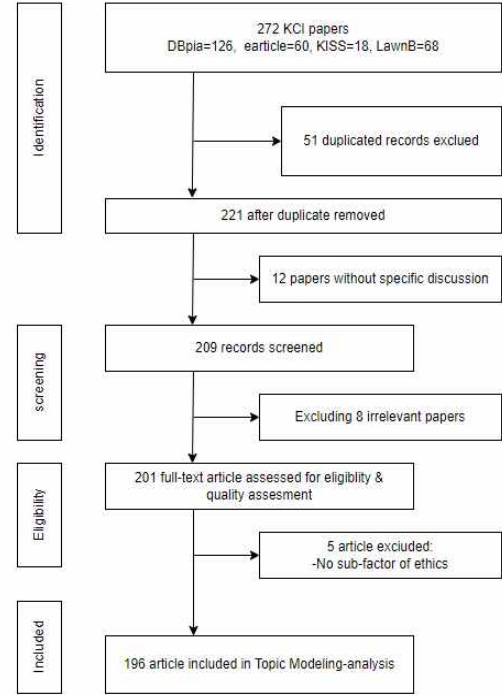 Identification
272 KCI papers
DBpia=126, earticle=60, KISS=18, LawnB=68
51 duplicated records exclued
221 after duplicate removed
12 papers without specific discussion
screening
209 records screened
Excluding 8 irrelevant papers
Eligibility
201 full-text article assessed for eligiblity &
quality assesment
5 article excluded:
-No sub-factor of ethics
Included
196 article included in Topic Modeling-analysis